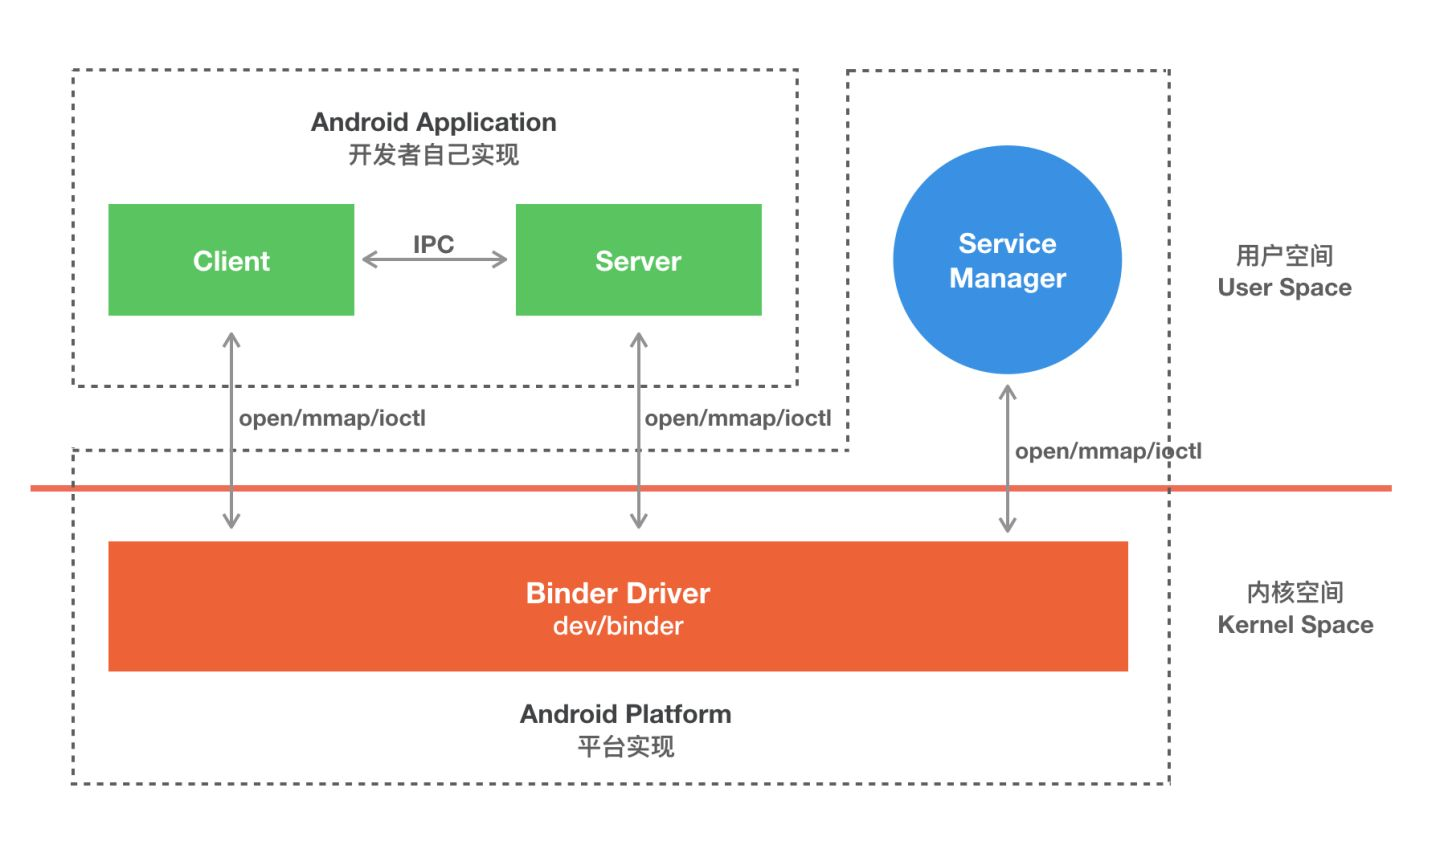 Android Application
开发者自己实现
Client
IPC
Server
Service
Manager
用户空间
User Space
open/mmap/ioctl
open/mmap/ioctl
open/mmap/ioctl
Binder Driver
dev/binder
内核空间
Kernel Space
Android Platform
平台实现